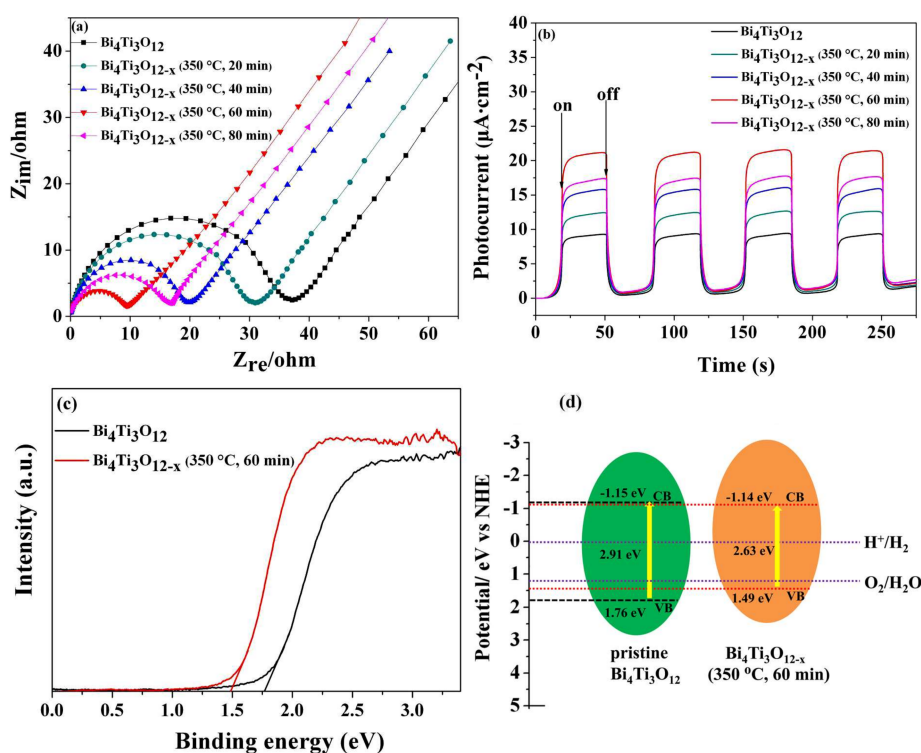 (a)
Bi4Ti3O12
Bi4Ti3O12-x (350 °C, 20 min)
Bi4Ti3O12-x (350 °C, 40 min)
Bi4Ti3O12-x (350 °C, 60 min)
Bi4Ti3O12-x (350 °C, 80 min)
40
30
20
10
0
Zim/ohm
0 10 20 30 40 50 60
Zre/ohm
(b)
Bi4Ti3O12
Bi4Ti3O12-x (350 °C, 20 min)
Bi4Ti3O12-x (350 °C, 40 min)
Bi4Ti3O12-x (350 °C, 60 min)
Bi4Ti3O12-x (350 °C, 80 min)
on off
40
35
30
25
20
15
10
5
0
Photocurrent (µA·cm⁻²)
0 50 100 150 200 250
Time (s)
(c)
Bi4Ti3O12
Bi4Ti3O12-x (350 °C, 60 min)
Intensity (a.u.)
0.0 0.5 1.0 1.5 2.0 2.5 3.0
Binding energy (eV)
(d)
-3
-2
-1
0
1
2
3
4
5
Potential/ eV vs NHE
-1.15 eV CB
2.91 eV
1.76 eV VB
-1.14 eV CB
2.63 eV
1.49 eV VB
H⁺/H2
O2/H2O
pristine
Bi4Ti3O12
Bi4Ti3O12-x
(350 °C, 60 min)